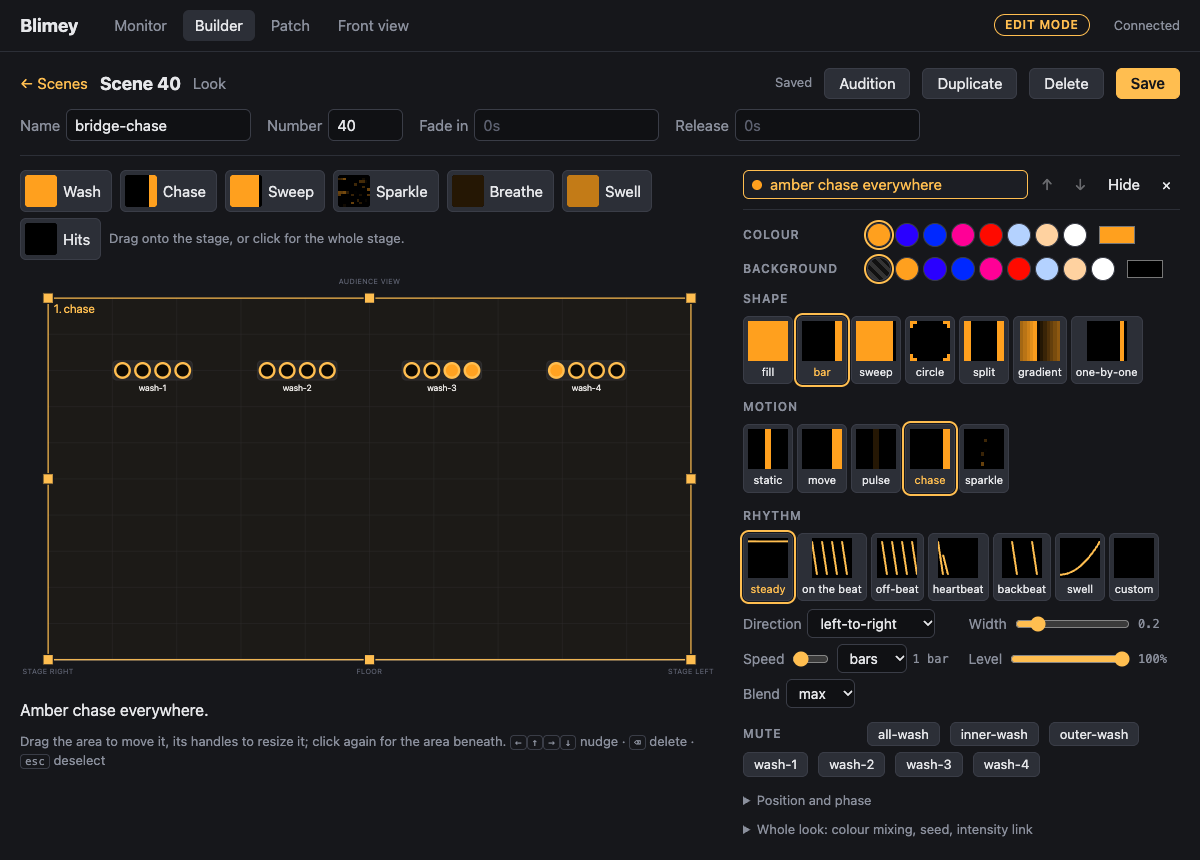 Blimey Monitor Builder Patch Front view EDIT MODE Connected
← Scenes Scene 40 Look Saved Audition Duplicate Delete Save
Name bridge-chase Number 40 Fade in 0s Release 0s
Wash Chase Sweep Sparkle Breathe Swell
Hits Drag onto the stage, or click for the whole stage.
AUDIENCE VIEW
1. chase
wash-1 wash-2 wash-3 wash-4
STAGE RIGHT FLOOR STAGE LEFT
Amber chase everywhere.
Drag the area to move it, its handles to resize it; click again for the area beneath. ← ↑ → ↓ nudge · ⌫ delete ·
esc deselect
amber chase everywhere ↑ ↓ Hide ×
COLOUR
BACKGROUND
SHAPE
fill bar sweep circle split gradient one-by-one
MOTION
static move pulse chase sparkle
RHYTHM
steady on the beat off-beat heartbeat backbeat swell custom
Direction left-to-right Width 0.2
Speed bars 1 bar Level 100%
Blend max
MUTE all-wash inner-wash outer-wash
wash-1 wash-2 wash-3 wash-4
▶ Position and phase
▶ Whole look: colour mixing, seed, intensity link